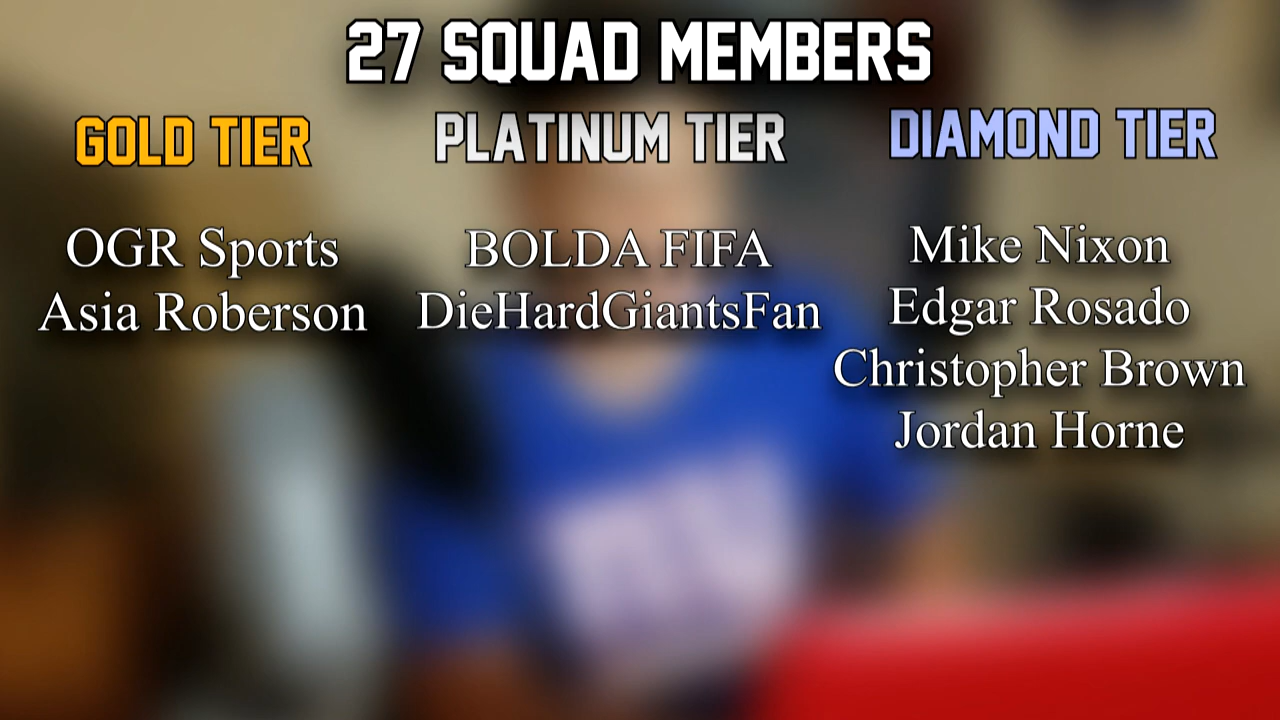 27 SQUAD MEMBERS
GOLD TIER
OGR Sports
Asia Roberson
PLATINUM TIER
BOLDA FIFA
DieHardGiantsFan
DIAMOND TIER
Mike Nixon
Edgar Rosado
Christopher Brown
Jordan Horne